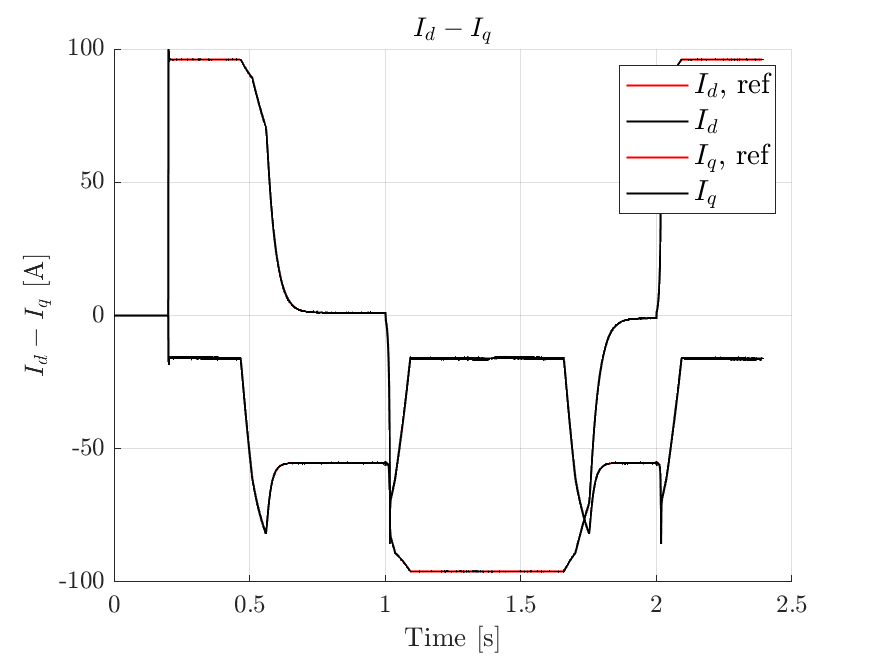 I_d − I_q
100
50
0
-50
-100
I_d − I_q [A]
I_d, ref
I_d
I_q, ref
I_q
0
0.5
1
1.5
2
2.5
Time [s]